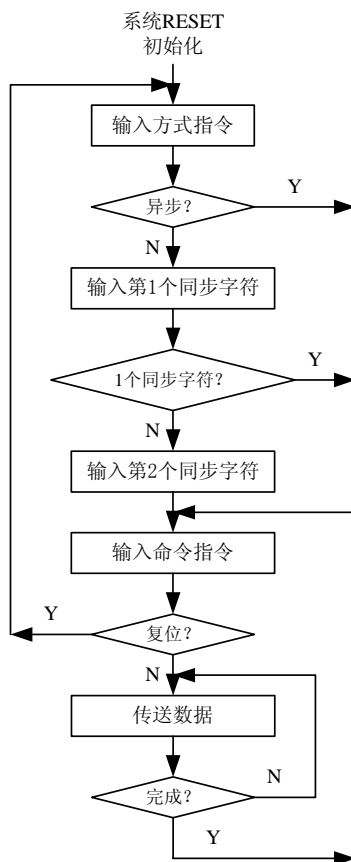 系统RESET
初始化
输入方式指令
异步?
Y
N
输入第1个同步字符
1个同步字符?
Y
N
输入第2个同步字符
输入命令指令
Y
复位?
N
传送数据
完成?
N
Y